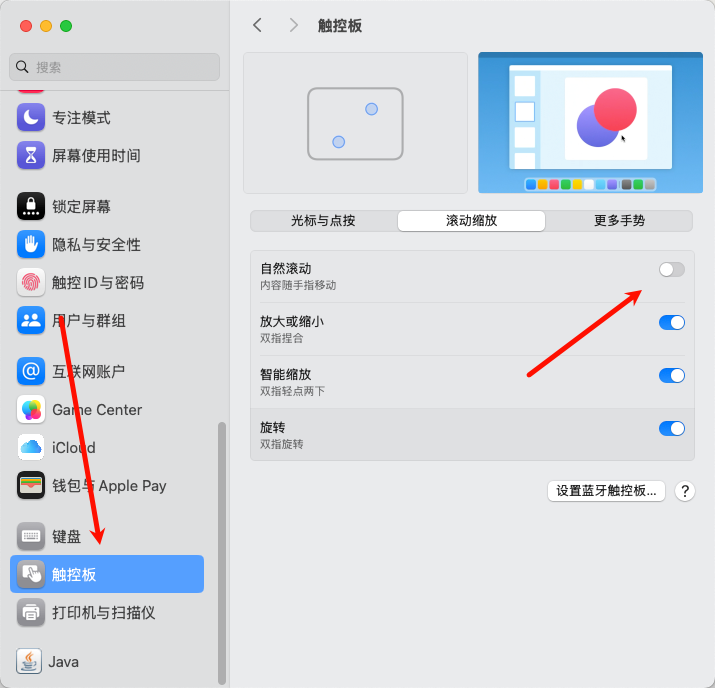 触控板
搜索
专注模式
屏幕使用时间
锁定屏幕
隐私与安全性
触控 ID 与密码
用户与群组
互联网账户
Game Center
iCloud
钱包与 Apple Pay
键盘
触控板
打印机与扫描仪
Java
光标与点按
滚动缩放
更多手势
自然滚动
内容随手指移动
放大或缩小
双指捏合
智能缩放
双指轻点两下
旋转
双指旋转
设置蓝牙触控板...
?